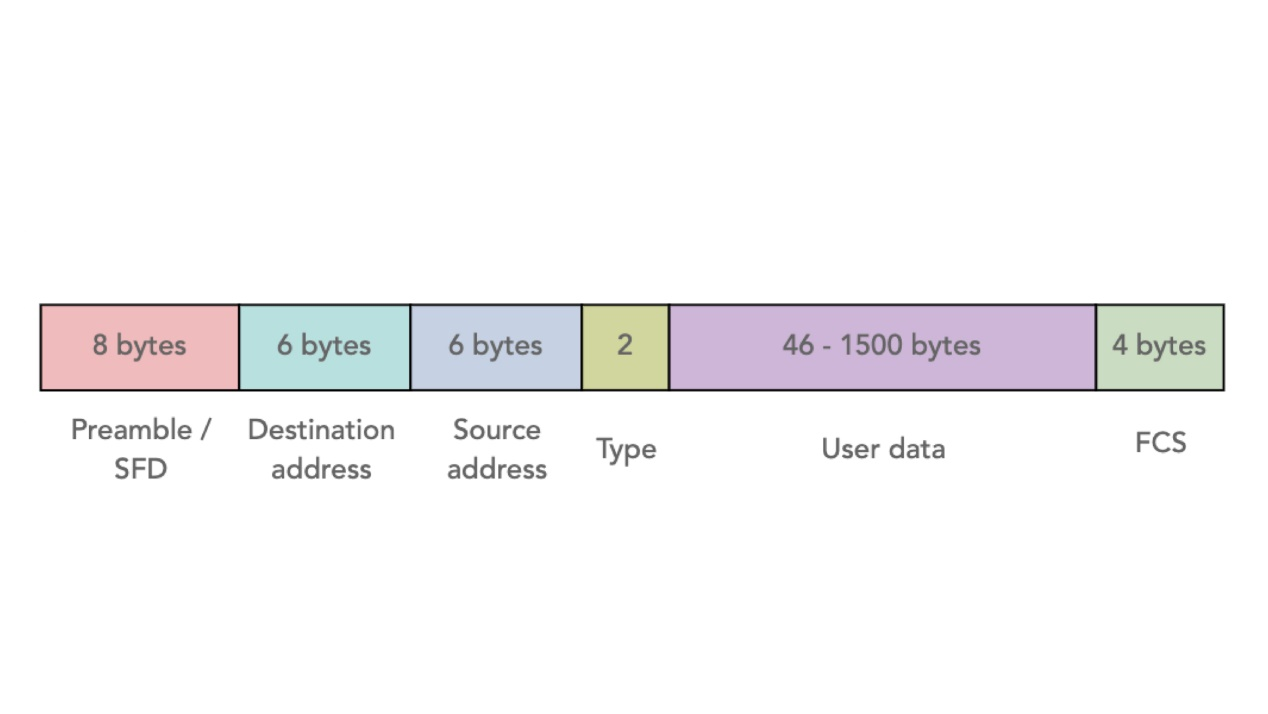 8 bytes
6 bytes
6 bytes
2
46 - 1500 bytes
4 bytes
Preamble /
SFD
Destination
address
Source
address
Type
User data
FCS